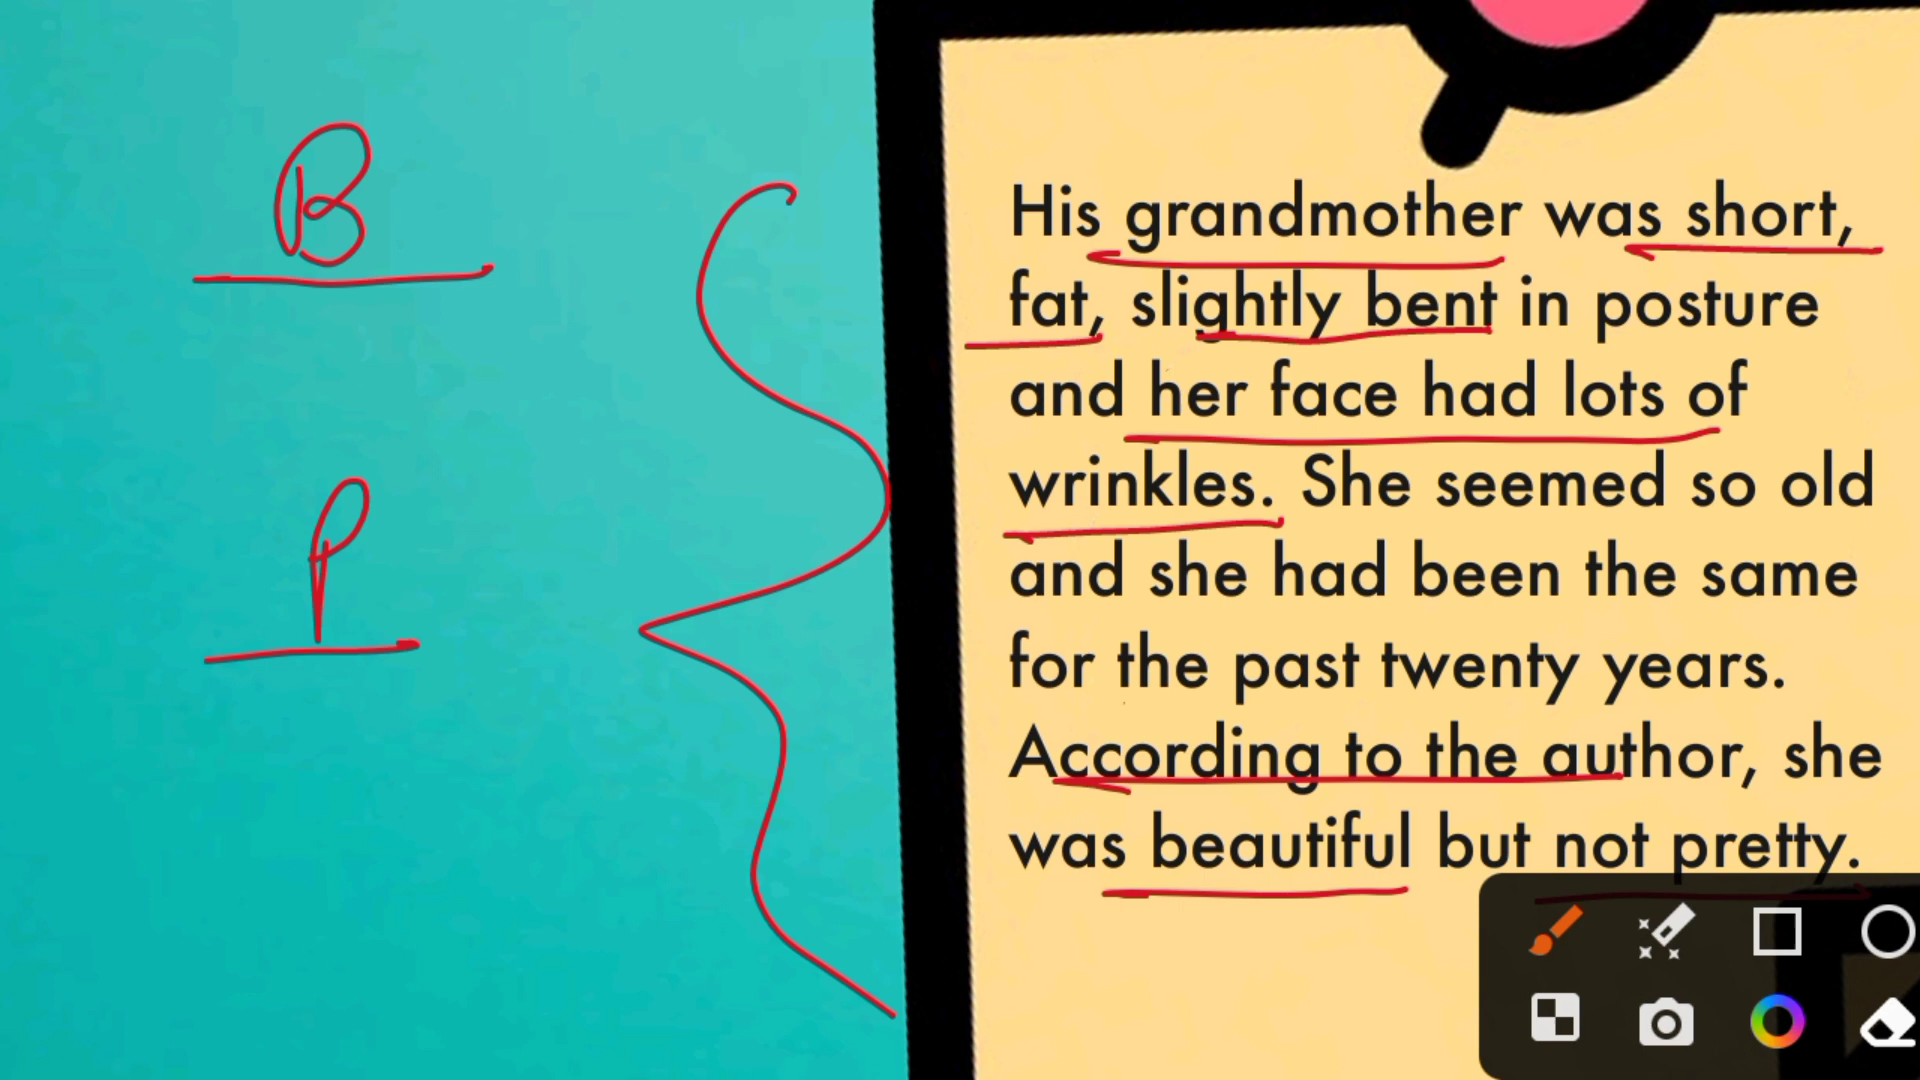 B
P
His grandmother was short,
fat, slightly bent in posture
and her face had lots of
wrinkles. She seemed so old
and she had been the same
for the past twenty years.
According to the author, she
was beautiful but not pretty.